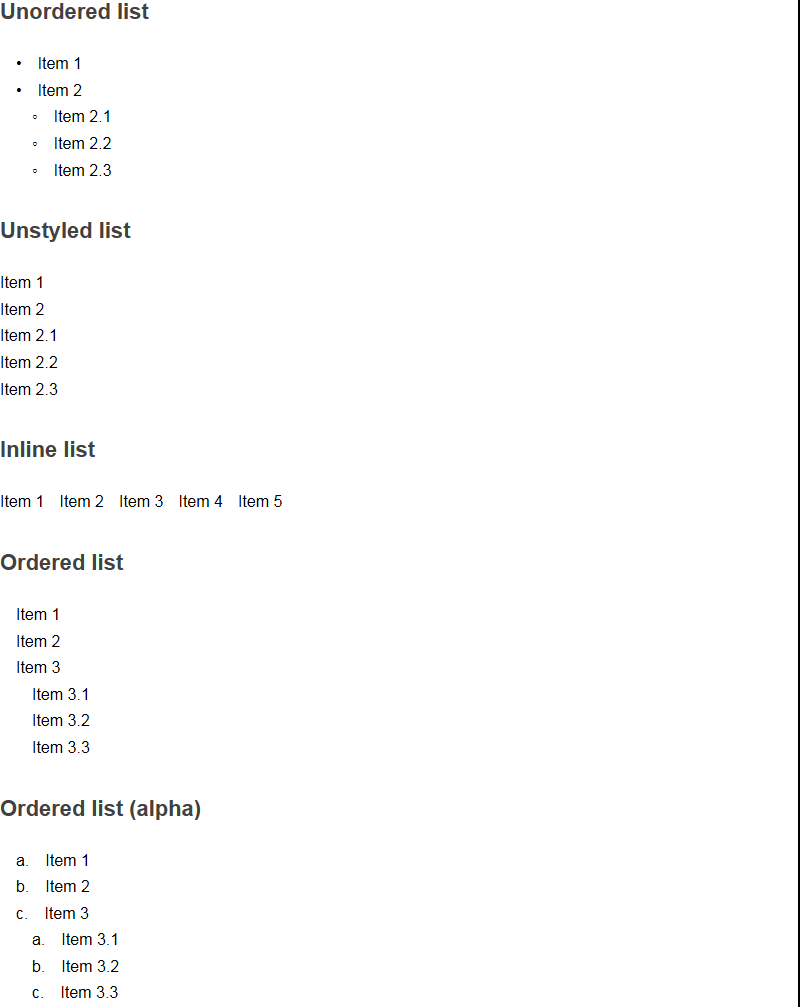 Unordered list
• Item 1
• Item 2
◦ Item 2.1
◦ Item 2.2
◦ Item 2.3
Unstyled list
Item 1
Item 2
Item 2.1
Item 2.2
Item 2.3
Inline list
Item 1 Item 2 Item 3 Item 4 Item 5
Ordered list
Item 1
Item 2
Item 3
Item 3.1
Item 3.2
Item 3.3
Ordered list (alpha)
a. Item 1
b. Item 2
c. Item 3
a. Item 3.1
b. Item 3.2
c. Item 3.3